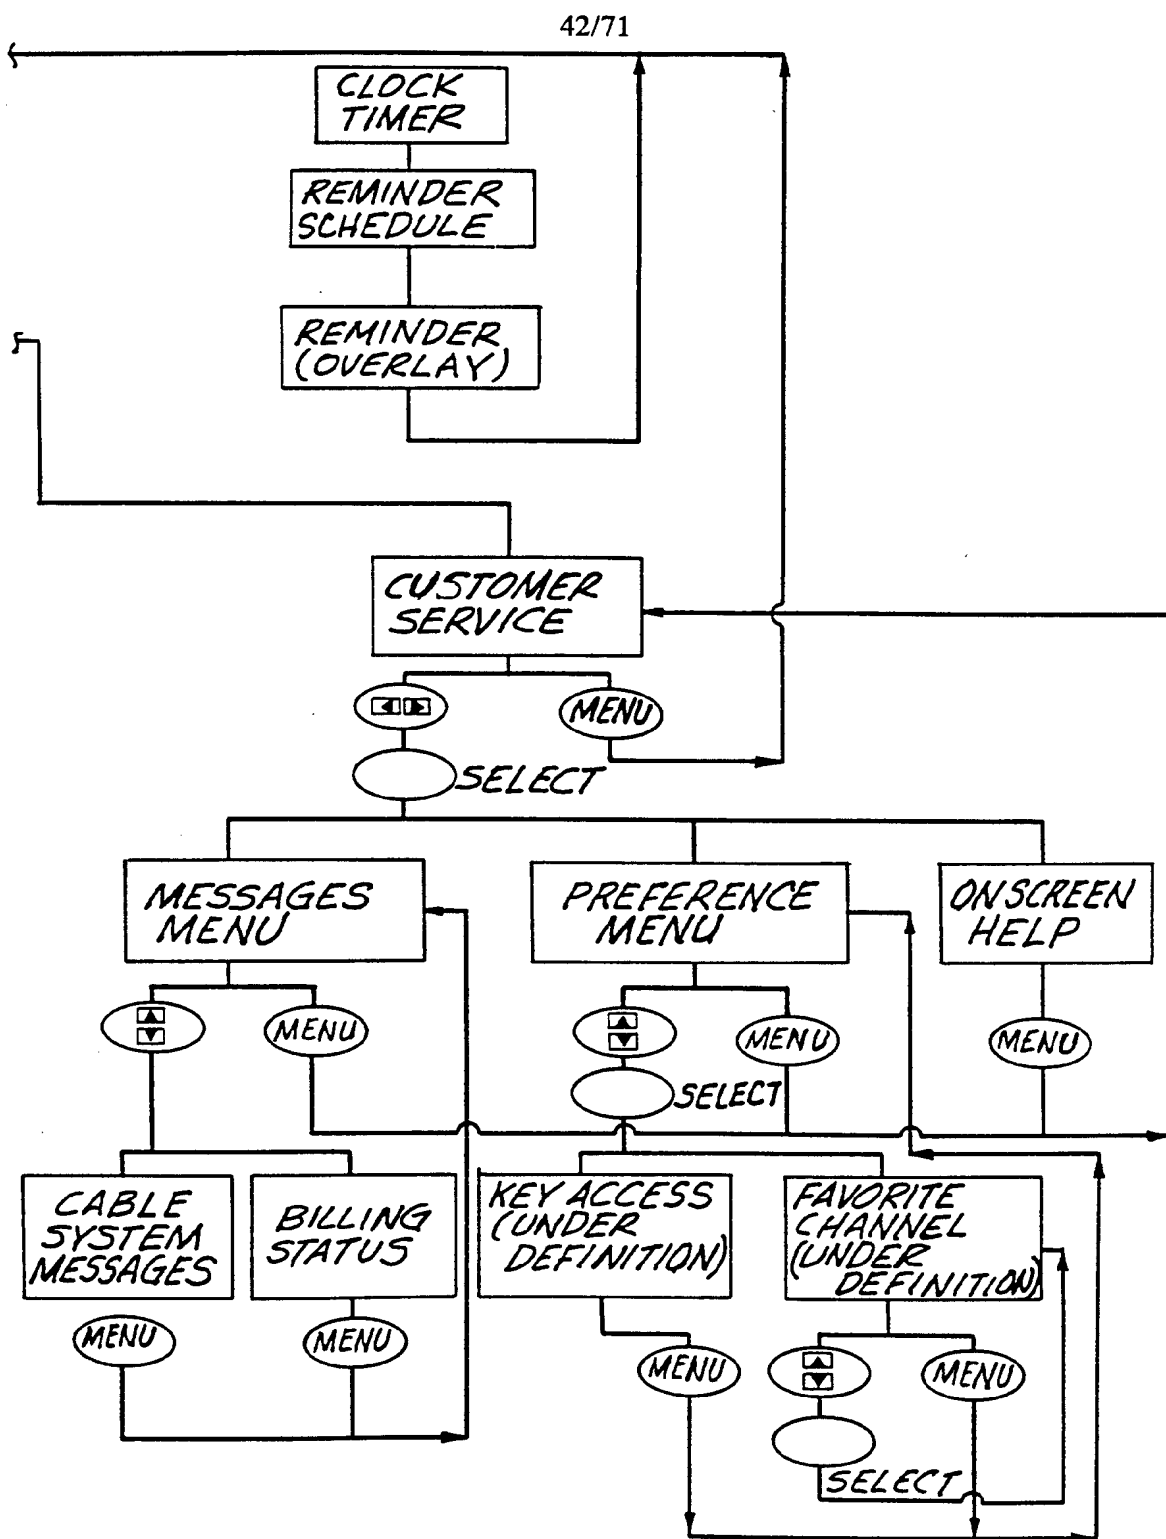 42/71
CLOCK
TIMER
REMINDER
SCHEDULE
REMINDER
(OVERLAY)
CUSTOMER
SERVICE
MENU
SELECT
MESSAGES
MENU
PREFERENCE
MENU
ON SCREEN
HELP
MENU
MENU
MENU
SELECT
CABLE
SYSTEM
MESSAGES
BILLING
STATUS
KEY ACCESS
(UNDER
DEFINITION)
FAVORITE
CHANNEL
(UNDER
DEFINITION)
MENU
MENU
MENU
MENU
SELECT